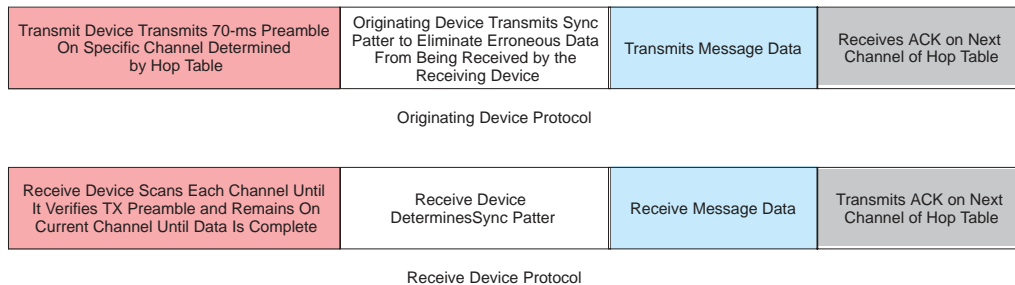 Transmit Device Transmits 70-ms Preamble
On Specific Channel Determined
by Hop Table
Originating Device Transmits Sync
Patter to Eliminate Erroneous Data
From Being Received by the
Receiving Device
Transmits Message Data
Receives ACK on Next
Channel of Hop Table
Originating Device Protocol
Receive Device Scans Each Channel Until
It Verifies TX Preamble and Remains On
Current Channel Until Data Is Complete
Receive Device
DeterminesSync Patter
Receive Message Data
Transmits ACK on Next
Channel of Hop Table
Receive Device Protocol